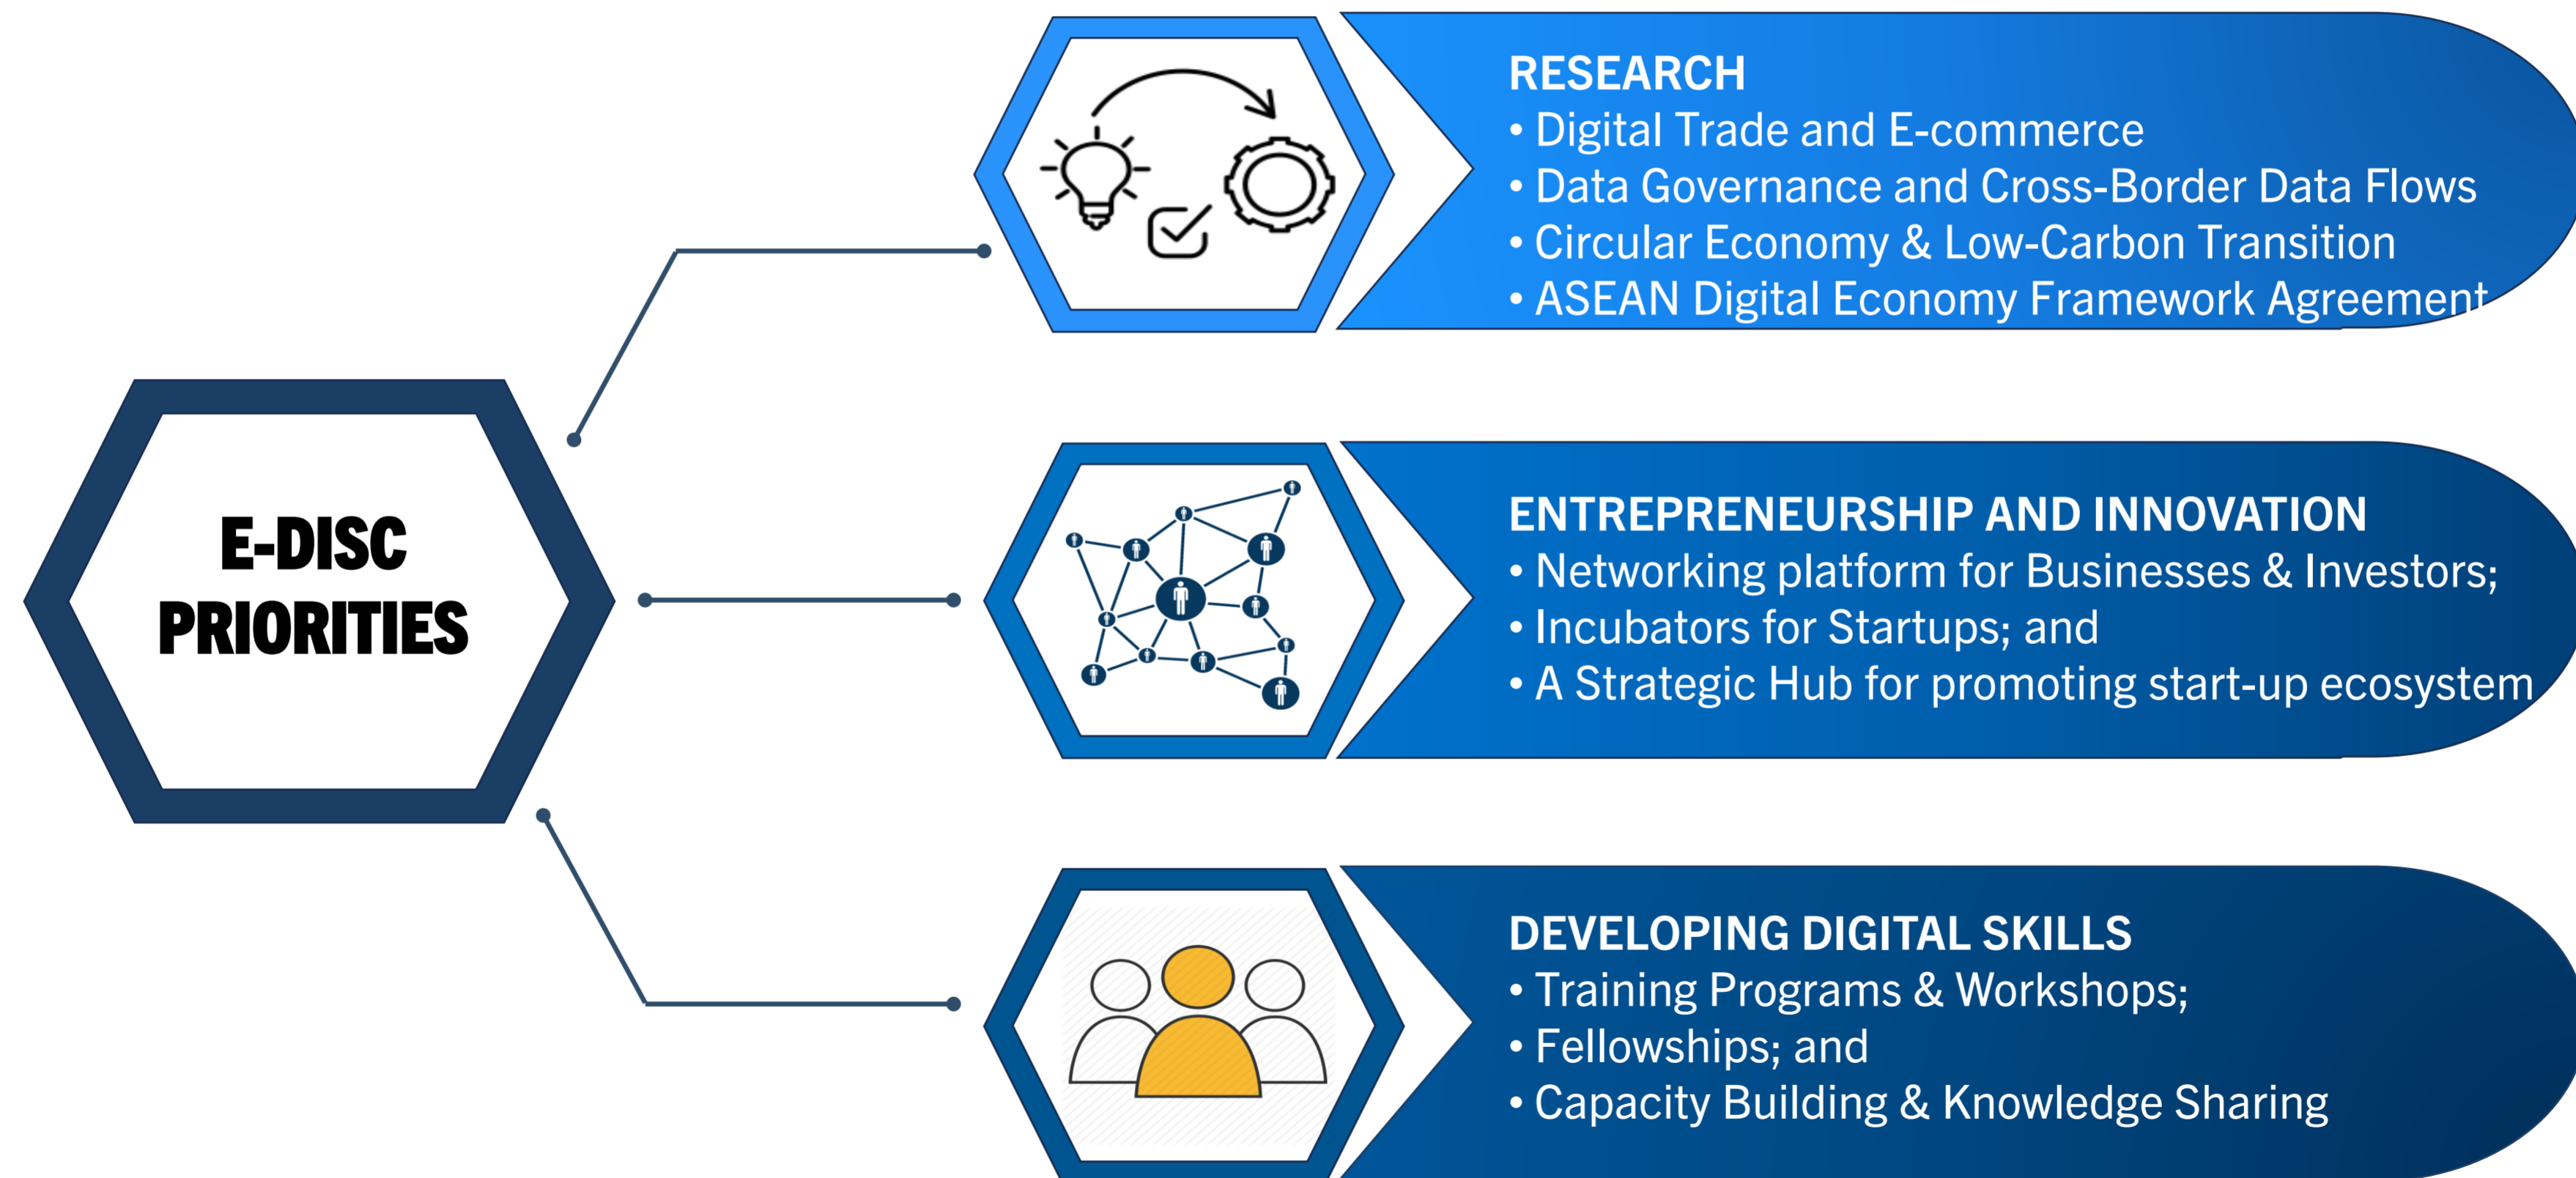 E-DISC
PRIORITIES
RESEARCH
• Digital Trade and E-commerce
• Data Governance and Cross-Border Data Flows
• Circular Economy & Low-Carbon Transition
• ASEAN Digital Economy Framework Agreement
ENTREPRENEURSHIP AND INNOVATION
• Networking platform for Businesses & Investors;
• Incubators for Startups; and
• A Strategic Hub for promoting start-up ecosystem
DEVELOPING DIGITAL SKILLS
• Training Programs & Workshops;
• Fellowships; and
• Capacity Building & Knowledge Sharing